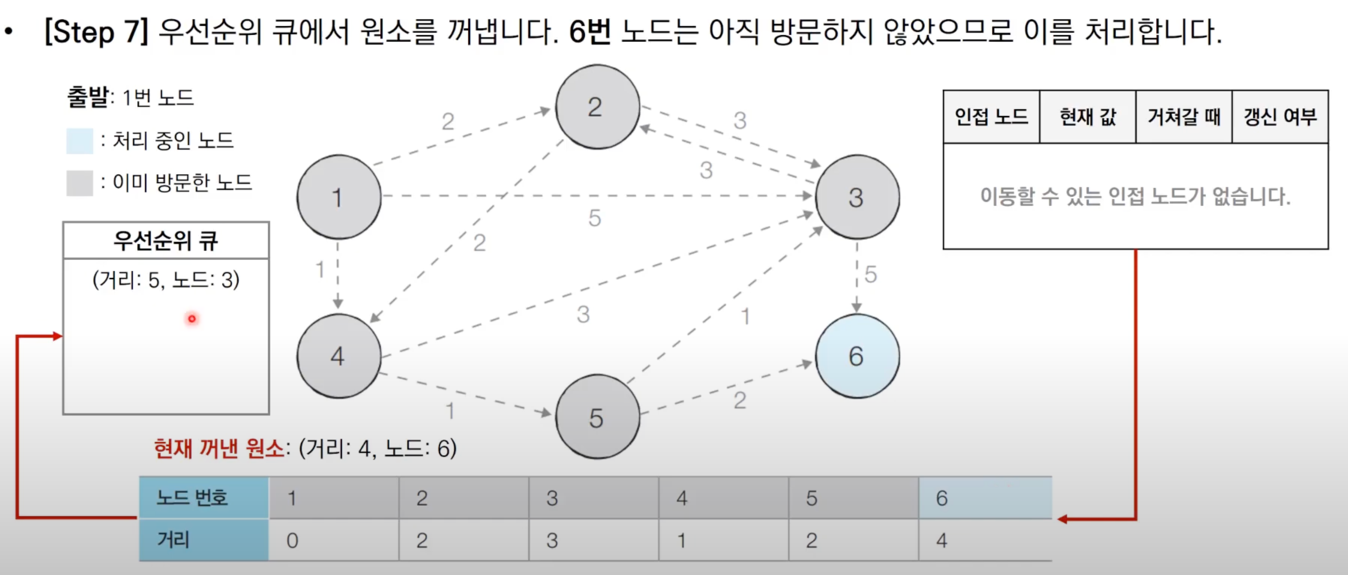 • [Step 7] 우선순위 큐에서 원소를 꺼냅니다. 6번 노드는 아직 방문하지 않았으므로 이를 처리합니다.
출발: 1번 노드
: 처리 중인 노드
: 이미 방문한 노드
우선순위 큐
(거리: 5, 노드: 3)
2
3
3
1
5
3
2
1
5
3
1
4
6
1
2
5
인접 노드 현재 값 거쳐갈 때 갱신 여부
이동할 수 있는 인접 노드가 없습니다.
현재 꺼낸 원소: (거리: 4, 노드: 6)
노드 번호 1 2 3 4 5 6
거리 0 2 3 1 2 4